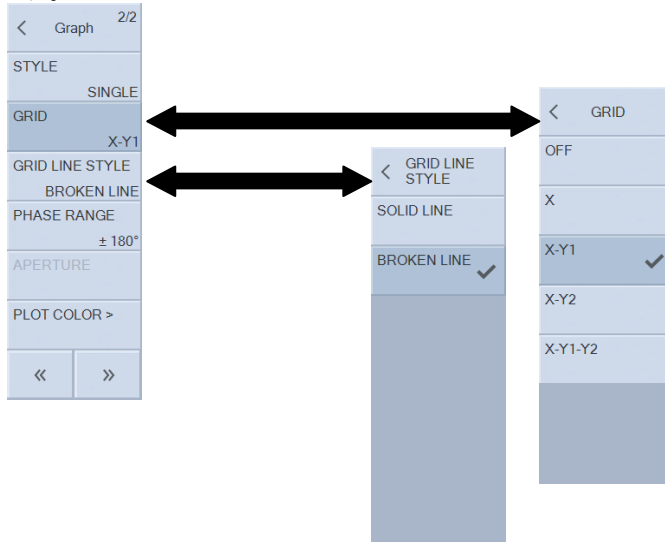 Graph 2/2
STYLE
SINGLE
GRID
X-Y1
GRID LINE STYLE
BROKEN LINE
PHASE RANGE
± 180°
APERTURE
PLOT COLOR >
« »
GRID LINE
STYLE
SOLID LINE
BROKEN LINE
GRID
OFF
X
X-Y1
X-Y2
X-Y1-Y2